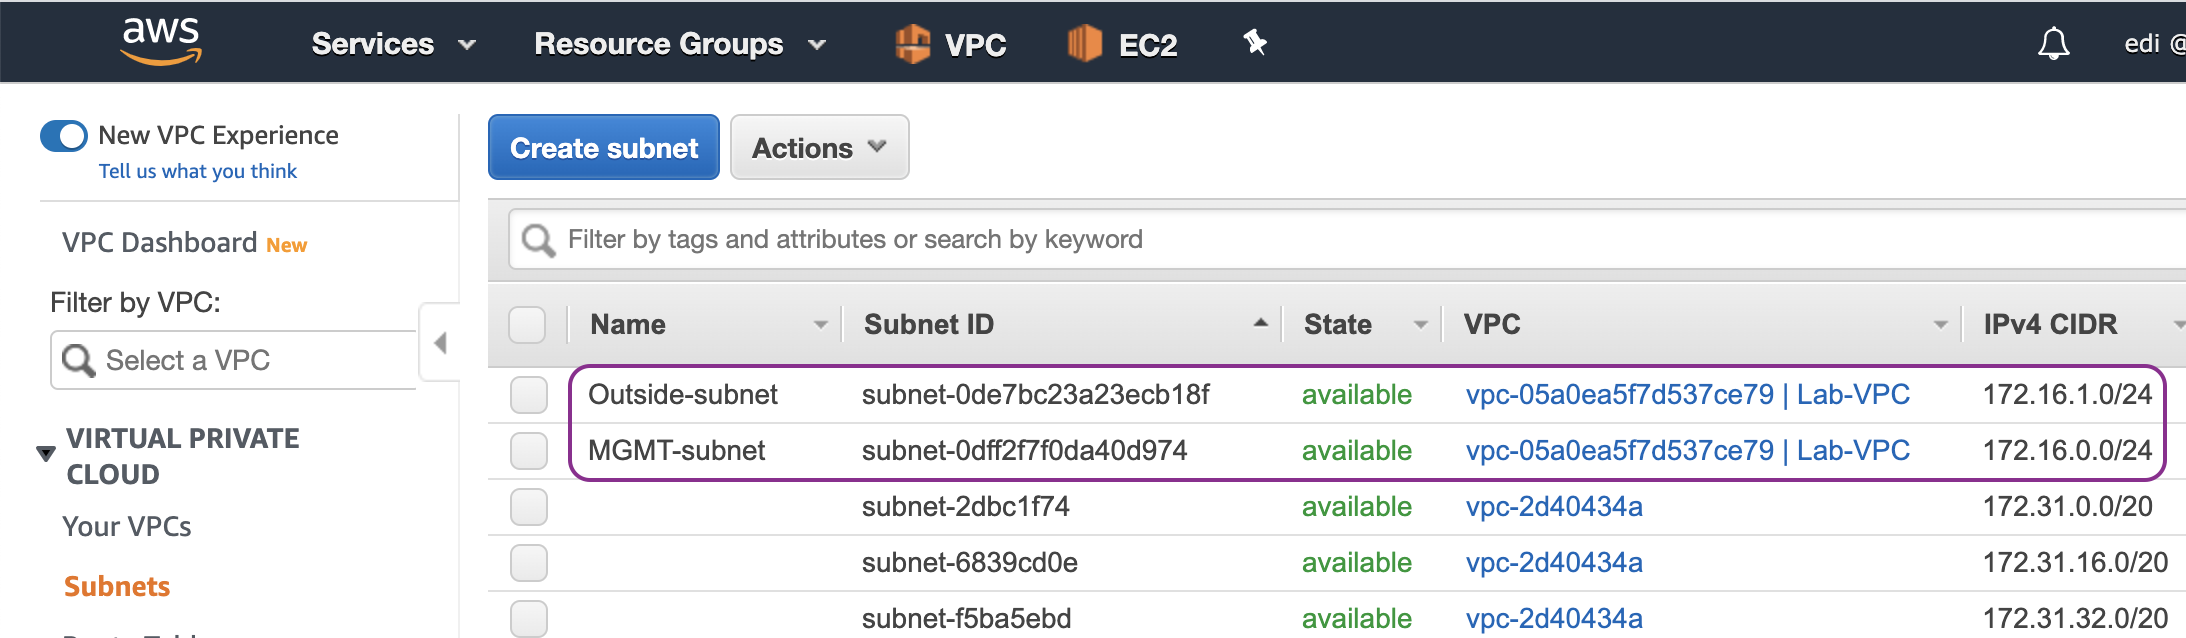 aws Services Resource Groups VPC EC2 edi @
New VPC Experience
Tell us what you think
VPC Dashboard New
Filter by VPC:
Select a VPC
VIRTUAL PRIVATE
CLOUD
Your VPCs
Subnets
Create subnet Actions
Filter by tags and attributes or search by keyword
Name Subnet ID State VPC IPv4 CIDR
Outside-subnet subnet-0de7bc23a23ecb18f available vpc-05a0ea5f7d537ce79 | Lab-VPC 172.16.1.0/24
MGMT-subnet subnet-0dff2f7f0da40d974 available vpc-05a0ea5f7d537ce79 | Lab-VPC 172.16.0.0/24
subnet-2dbc1f74 available vpc-2d40434a 172.31.0.0/20
subnet-6839cd0e available vpc-2d40434a 172.31.16.0/20
subnet-f5ba5ebd available vpc-2d40434a 172.31.32.0/20